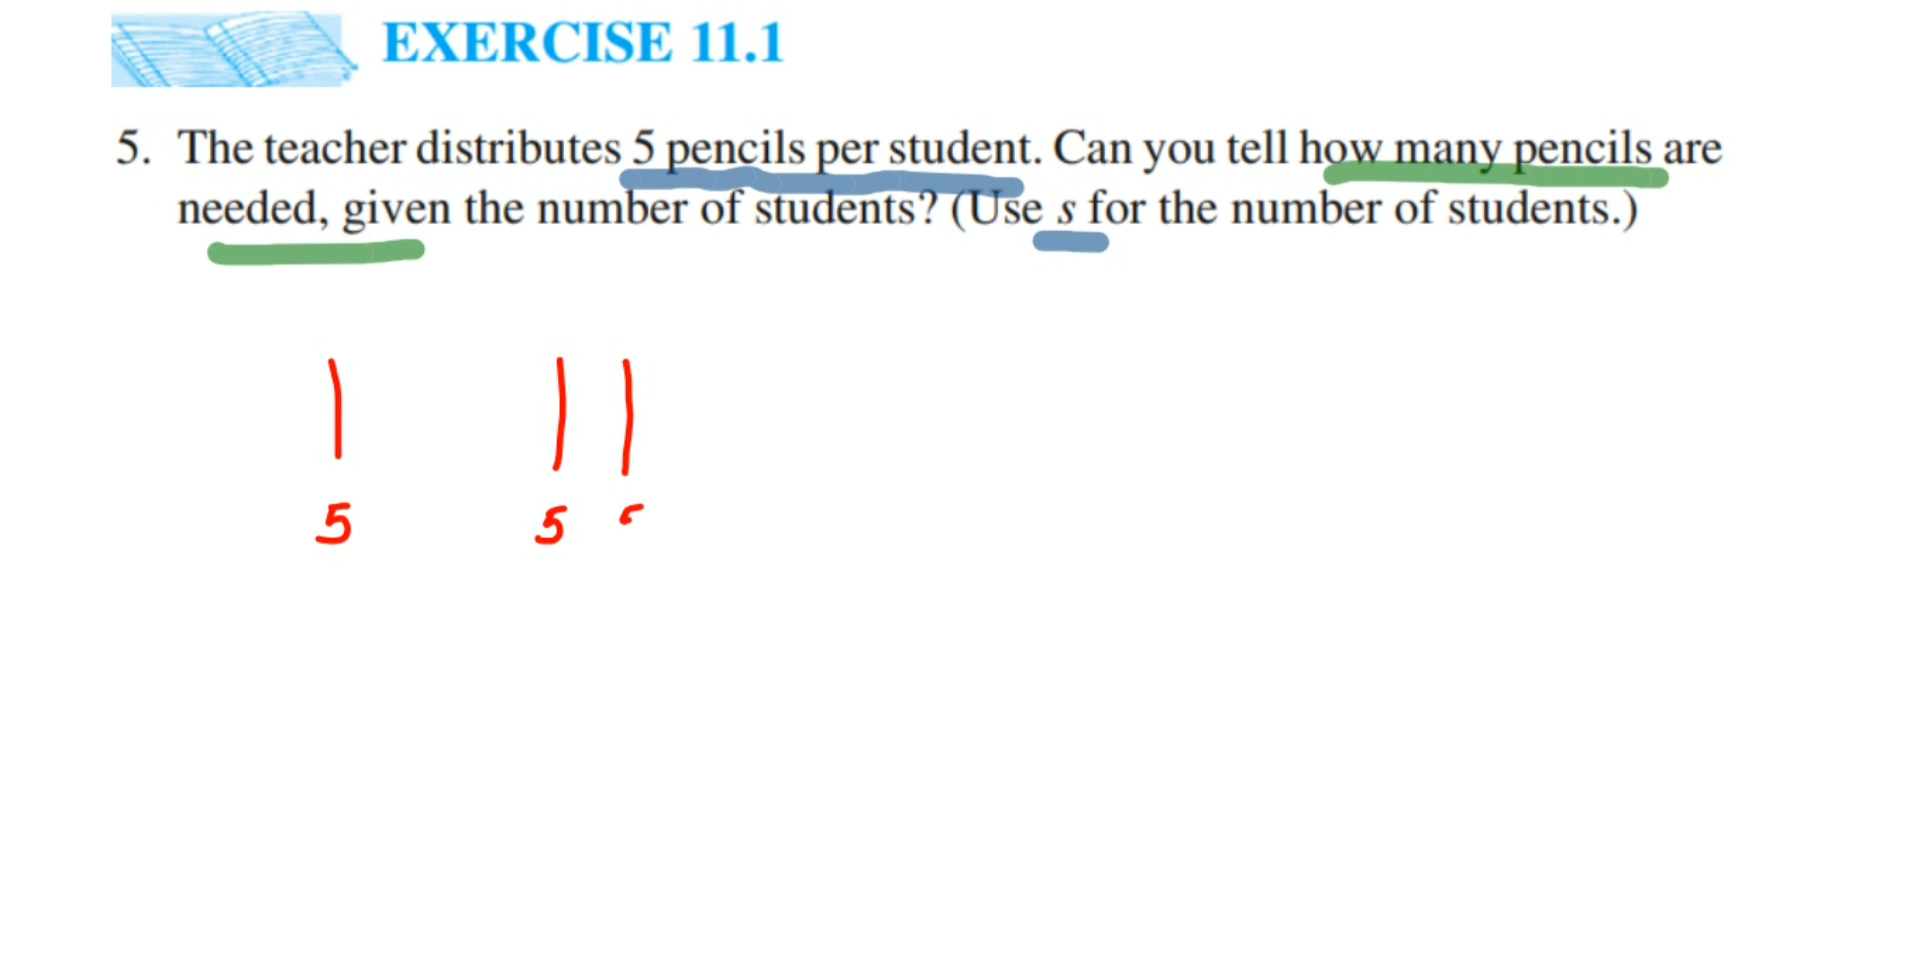 EXERCISE 11.1
5. The teacher distributes 5 pencils per student. Can you tell how many pencils are
needed, given the number of students? (Use s for the number of students.)
5 5